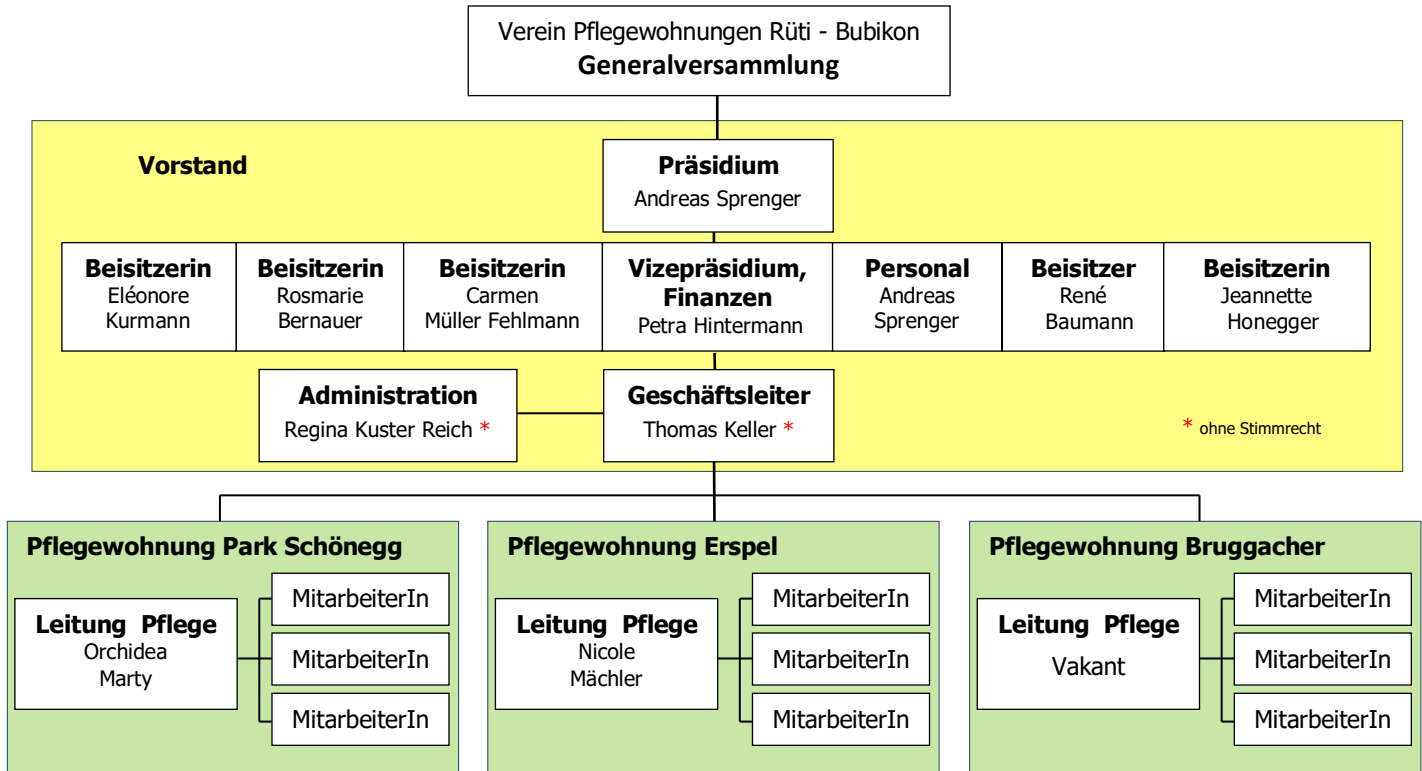 Verein Pflegewohnungen Rüti - Bubikon
Generalversammlung
Vorstand
Präsidium
Andreas Sprenger
Beisitzerin
Eléonore
Kurmann
Beisitzerin
Rosmarie
Bernauer
Beisitzerin
Carmen
Müller Fehlmann
Vizepräsidium,
Finanzen
Petra Hintermann
Personal
Andreas
Sprenger
Beisitzer
René
Baumann
Beisitzerin
Jeannette
Honegger
Administration
Regina Kuster Reich *
Geschäftsleiter
Thomas Keller *
* ohne Stimmrecht
Pflegewohnung Park Schönegg
Leitung Pflege
Orchidea
Marty
MitarbeiterIn
MitarbeiterIn
MitarbeiterIn
Pflegewohnung Erspel
Leitung Pflege
Nicole
Mächler
MitarbeiterIn
MitarbeiterIn
MitarbeiterIn
Pflegewohnung Bruggacher
Leitung Pflege
Vakant
MitarbeiterIn
MitarbeiterIn
MitarbeiterIn